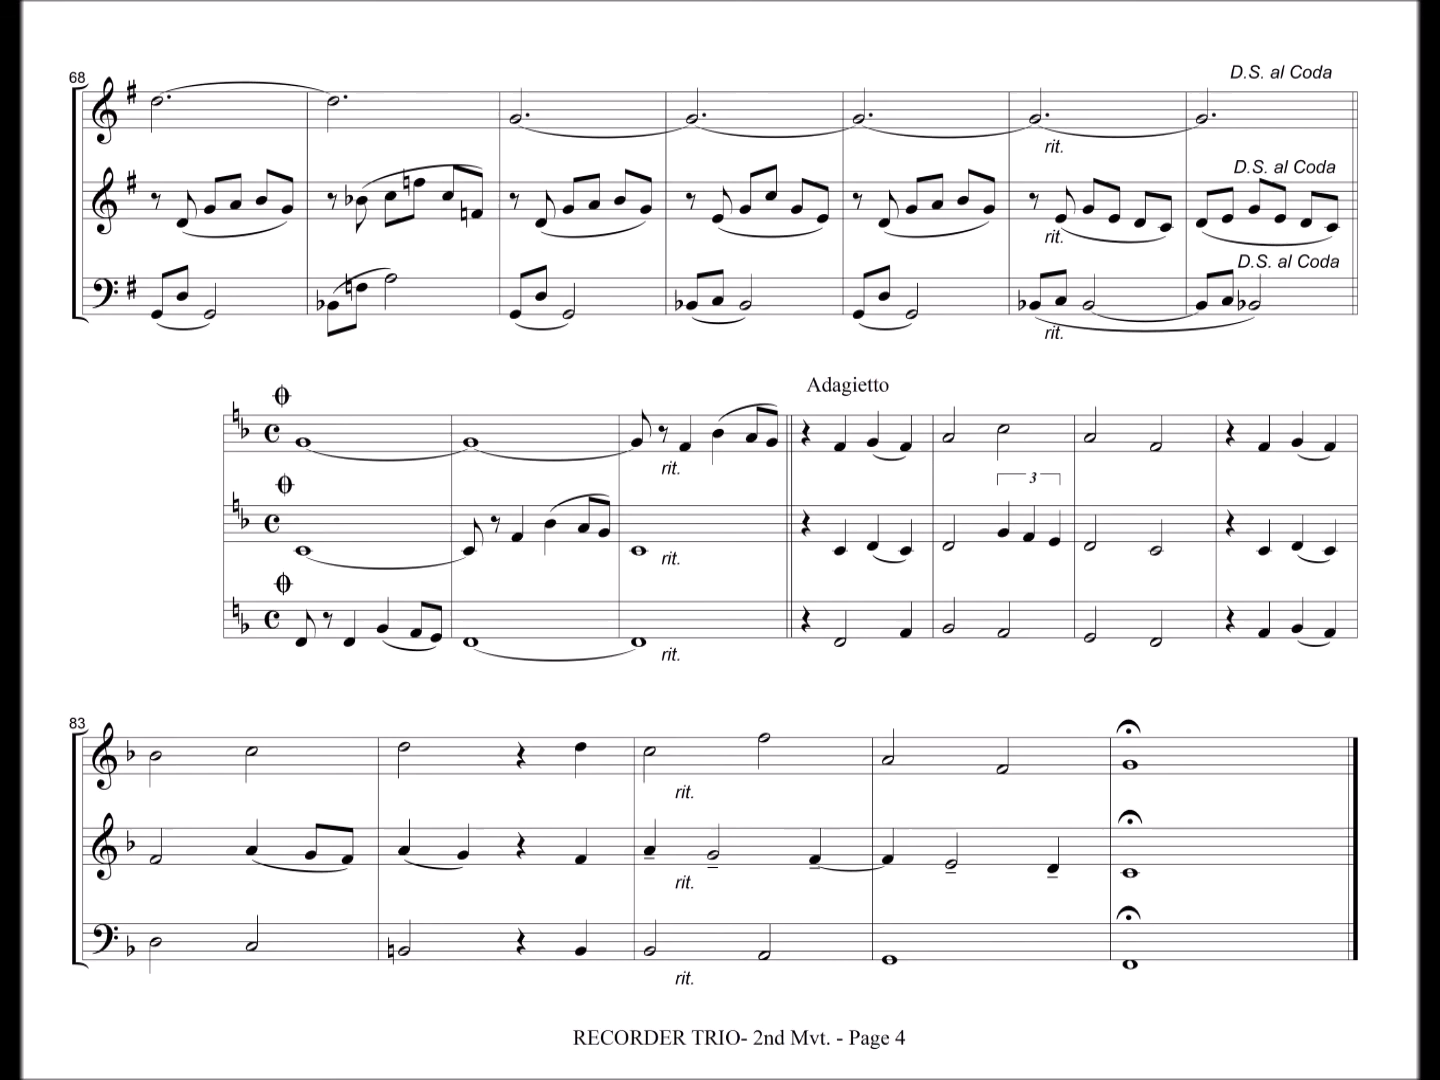 68
D.S. al Coda
rit.
D.S. al Coda
rit.
D.S. al Coda
rit.
Adagietto
rit.
3
rit.
rit.
83
rit.
rit.
rit.
RECORDER TRIO- 2nd Mvt. - Page 4